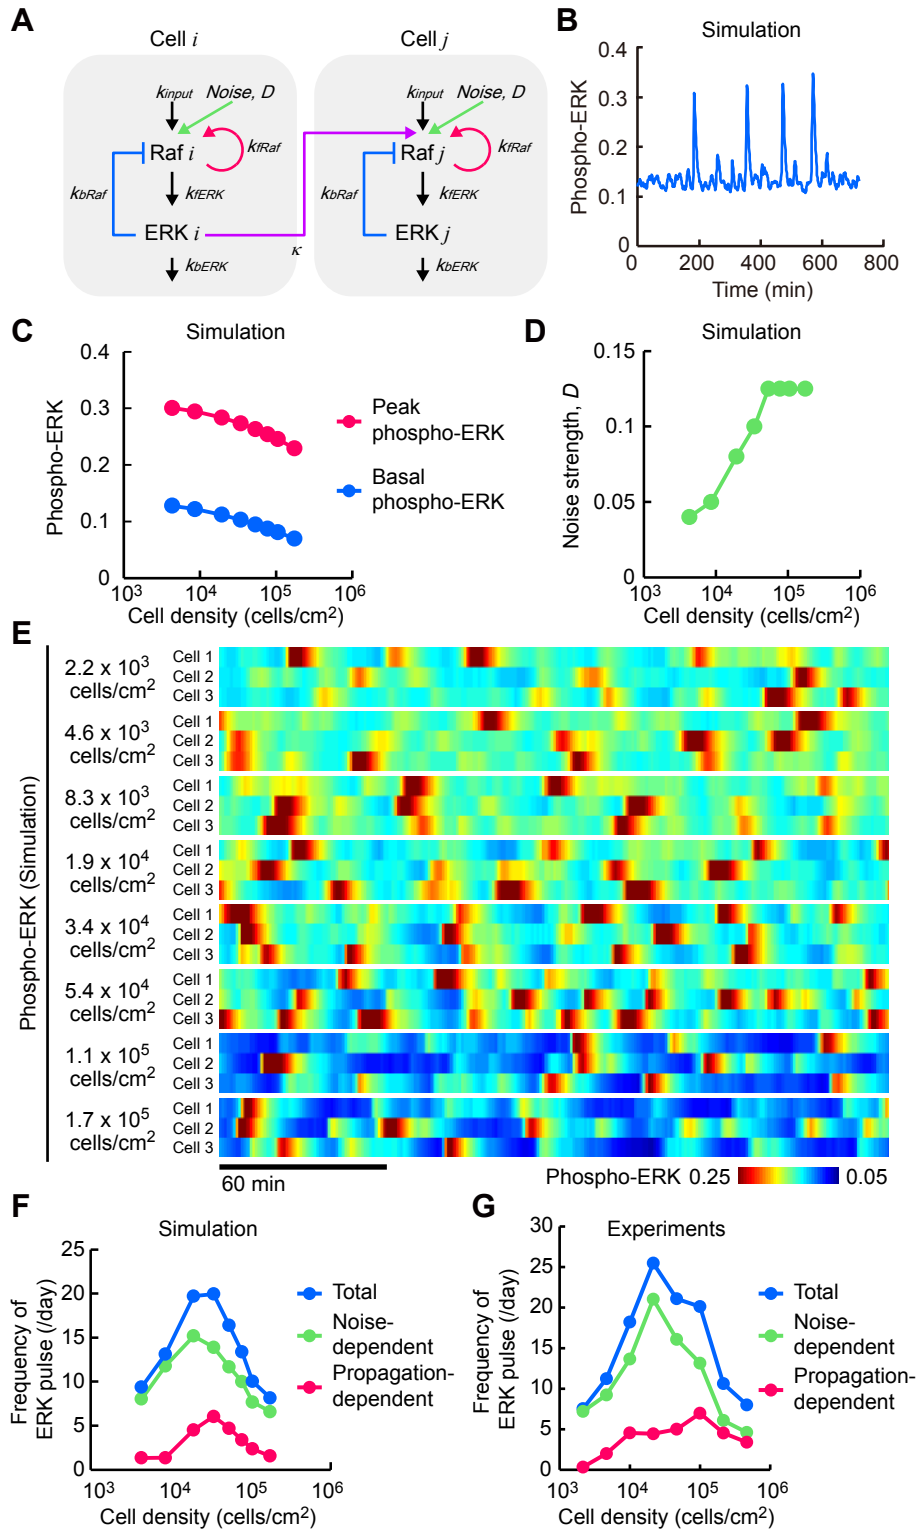 A
Cell i
Cell j
kinput
Noise, D
Raf i
kfRaf
kbRaf
kfERK
ERK i
kbERK
κ
kinput
Noise, D
Raf j
kfRaf
kbRaf
kfERK
ERK j
kbERK
B
Simulation
Phospho-ERK
0.4
0.3
0.2
0.1
0
0
200
400
600
800
Time (min)
C
Simulation
Phospho-ERK
0.4
0.3
0.2
0.1
0
10³
10⁴
10⁵
10⁶
Cell density (cells/cm²)
Peak
phospho-ERK
Basal
phospho-ERK
D
Simulation
Noise strength, D
0.15
0.1
0.05
0
10³
10⁴
10⁵
10⁶
Cell density (cells/cm²)
E
Phospho-ERK (Simulation)
2.2 x 10³
cells/cm²
Cell 1
Cell 2
Cell 3
4.6 x 10³
cells/cm²
Cell 1
Cell 2
Cell 3
8.3 x 10³
cells/cm²
Cell 1
Cell 2
Cell 3
1.9 x 10⁴
cells/cm²
Cell 1
Cell 2
Cell 3
3.4 x 10⁴
cells/cm²
Cell 1
Cell 2
Cell 3
5.4 x 10⁴
cells/cm²
Cell 1
Cell 2
Cell 3
1.1 x 10⁵
cells/cm²
Cell 1
Cell 2
Cell 3
1.7 x 10⁵
cells/cm²
Cell 1
Cell 2
Cell 3
60 min
Phospho-ERK 0.25
0.05
F
Simulation
Frequency of
ERK pulse (/day)
25
20
15
10
5
0
10³
10⁴
10⁵
10⁶
Cell density (cells/cm²)
Total
Noise-
dependent
Propagation-
dependent
G
Experiments
Frequency of
ERK pulse (/day)
30
25
20
15
10
5
0
10³
10⁴
10⁵
10⁶
Cell density (cells/cm²)
Total
Noise-
dependent
Propagation-
dependent